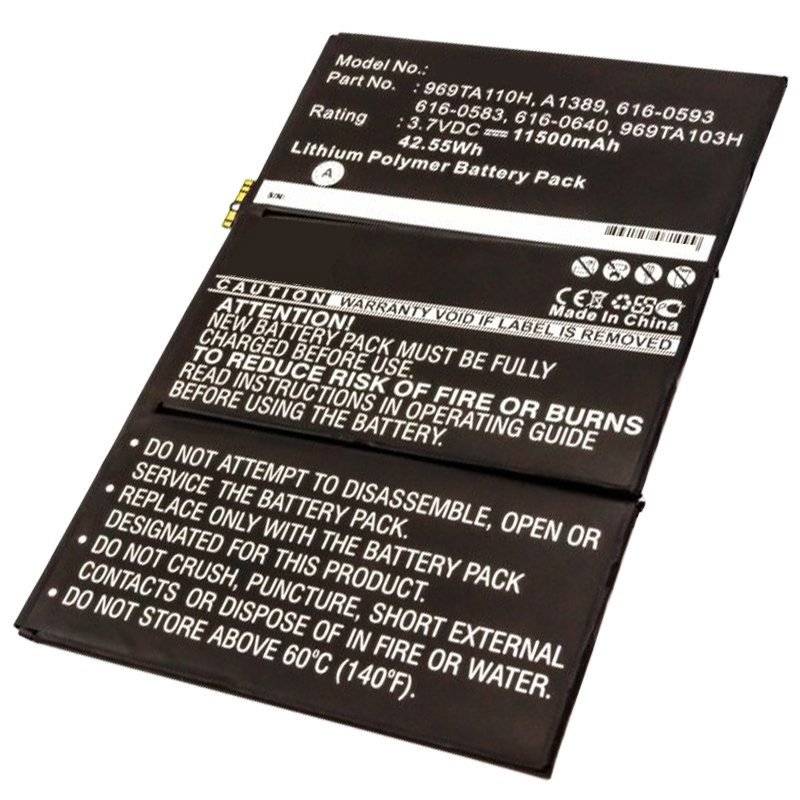 Model No.:
Part No. : 969TA110H, A1389, 616-0593
616-0583, 616-0640, 969TA103H
Rating : 3.7VDC ⎓ 11500mAh
42.55Wh
Lithium Polymer Battery Pack
A
S/N:
CE
Made In China
CAUTION WARRANTY VOID IF LABEL IS REMOVED
ATTENTION!
NEW BATTERY PACK MUST BE FULLY
CHARGED BEFORE USE.
TO REDUCE RISK OF FIRE OR BURNS
READ INSTRUCTIONS IN OPERATING GUIDE
BEFORE USING THE BATTERY.
• DO NOT ATTEMPT TO DISASSEMBLE, OPEN OR
SERVICE THE BATTERY PACK.
• REPLACE ONLY WITH THE BATTERY PACK
DESIGNATED FOR THIS PRODUCT.
• DO NOT CRUSH, PUNCTURE, SHORT EXTERNAL
CONTACTS OR DISPOSE OF IN FIRE OR WATER.
• DO NOT STORE ABOVE 60°C (140°F).